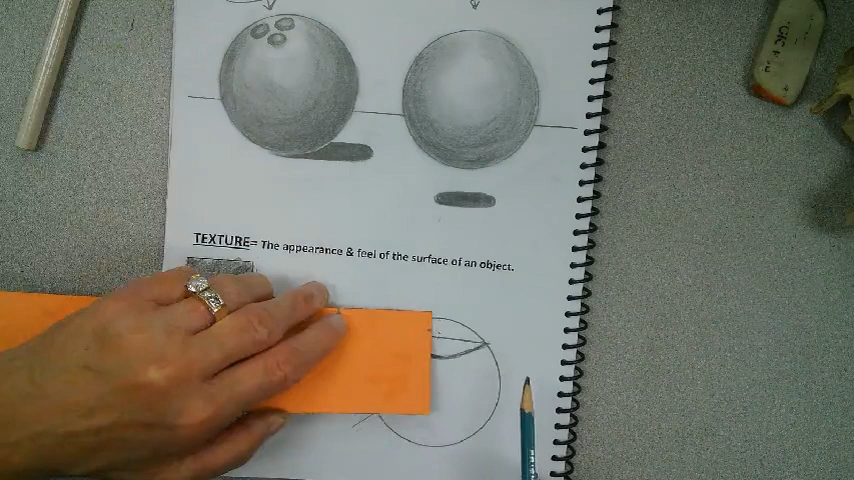 TEXTURE= The appearance & feel of the surface of an object.